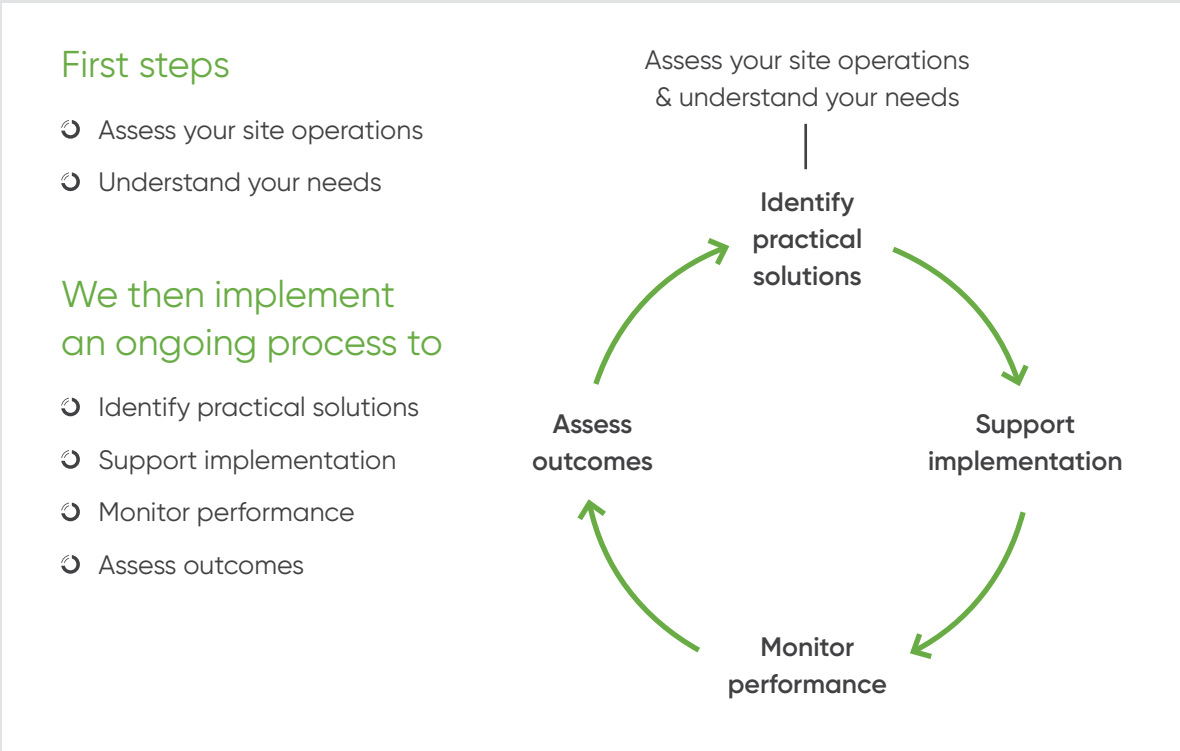 First steps
Assess your site operations
Understand your needs
We then implement
an ongoing process to
Identify practical solutions
Support implementation
Monitor performance
Assess outcomes
Assess your site operations
& understand your needs
Identify
practical
solutions
Support
implementation
Monitor
performance
Assess
outcomes